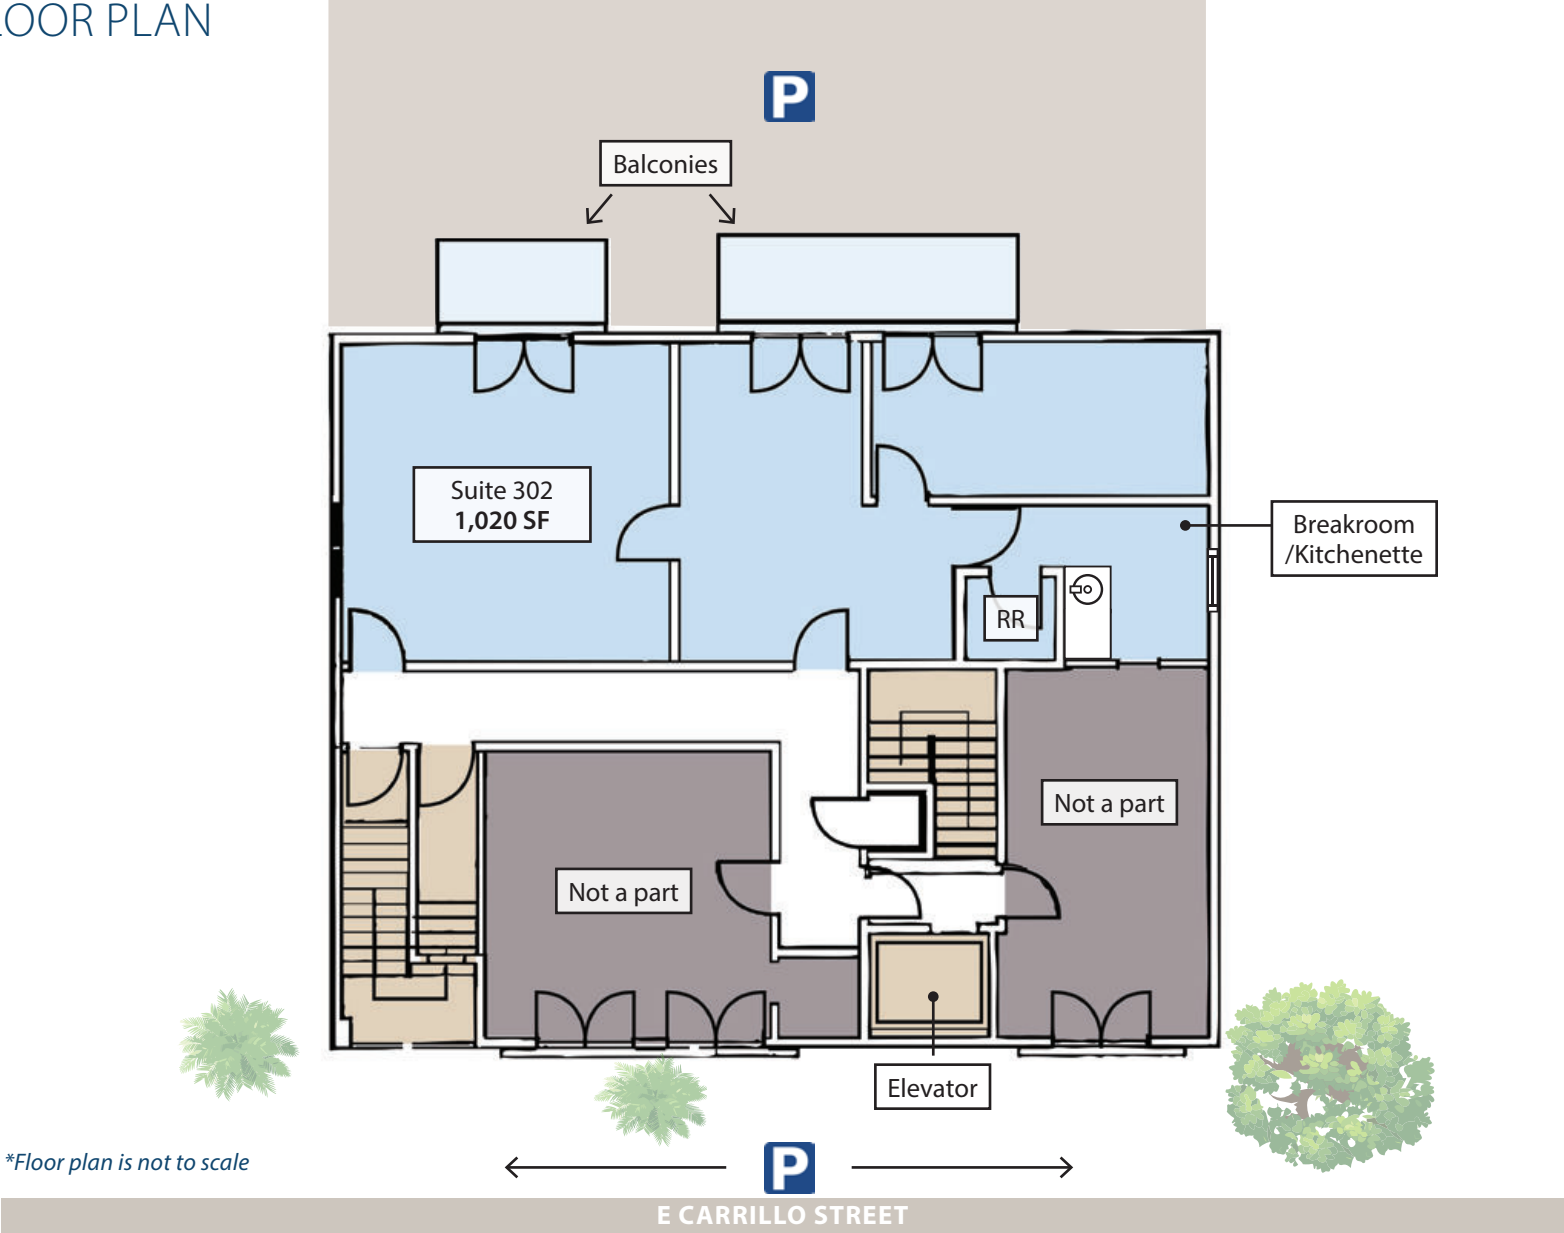 OOR PLAN
P
Balconies
Suite 302
1,020 SF
Breakroom
/Kitchenette
RR
Not a part
Not a part
Elevator
*Floor plan is not to scale
P
E CARRILLO STREET